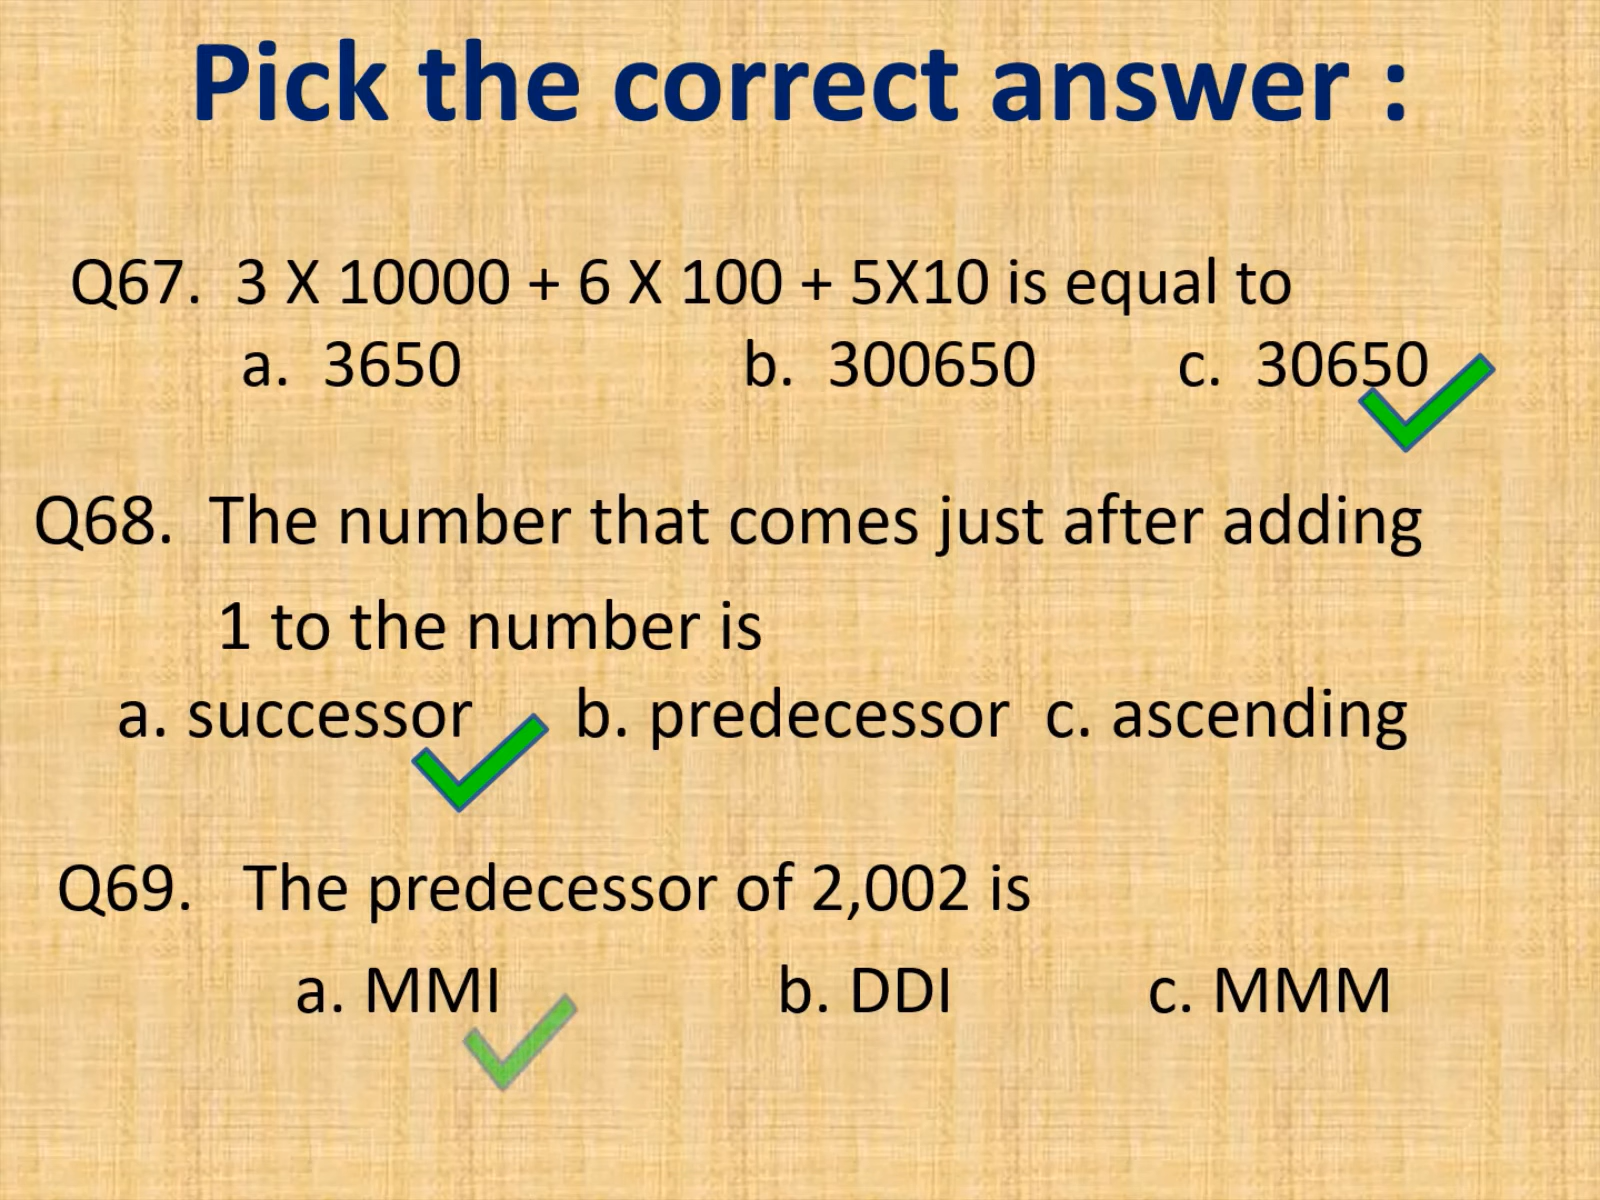 Pick the correct answer :
Q67. 3 X 10000 + 6 X 100 + 5X10 is equal to
a. 3650 b. 300650 c. 30650
Q68. The number that comes just after adding
1 to the number is
a. successor b. predecessor c. ascending
Q69. The predecessor of 2,002 is
a. MMI b. DDI c. MMM